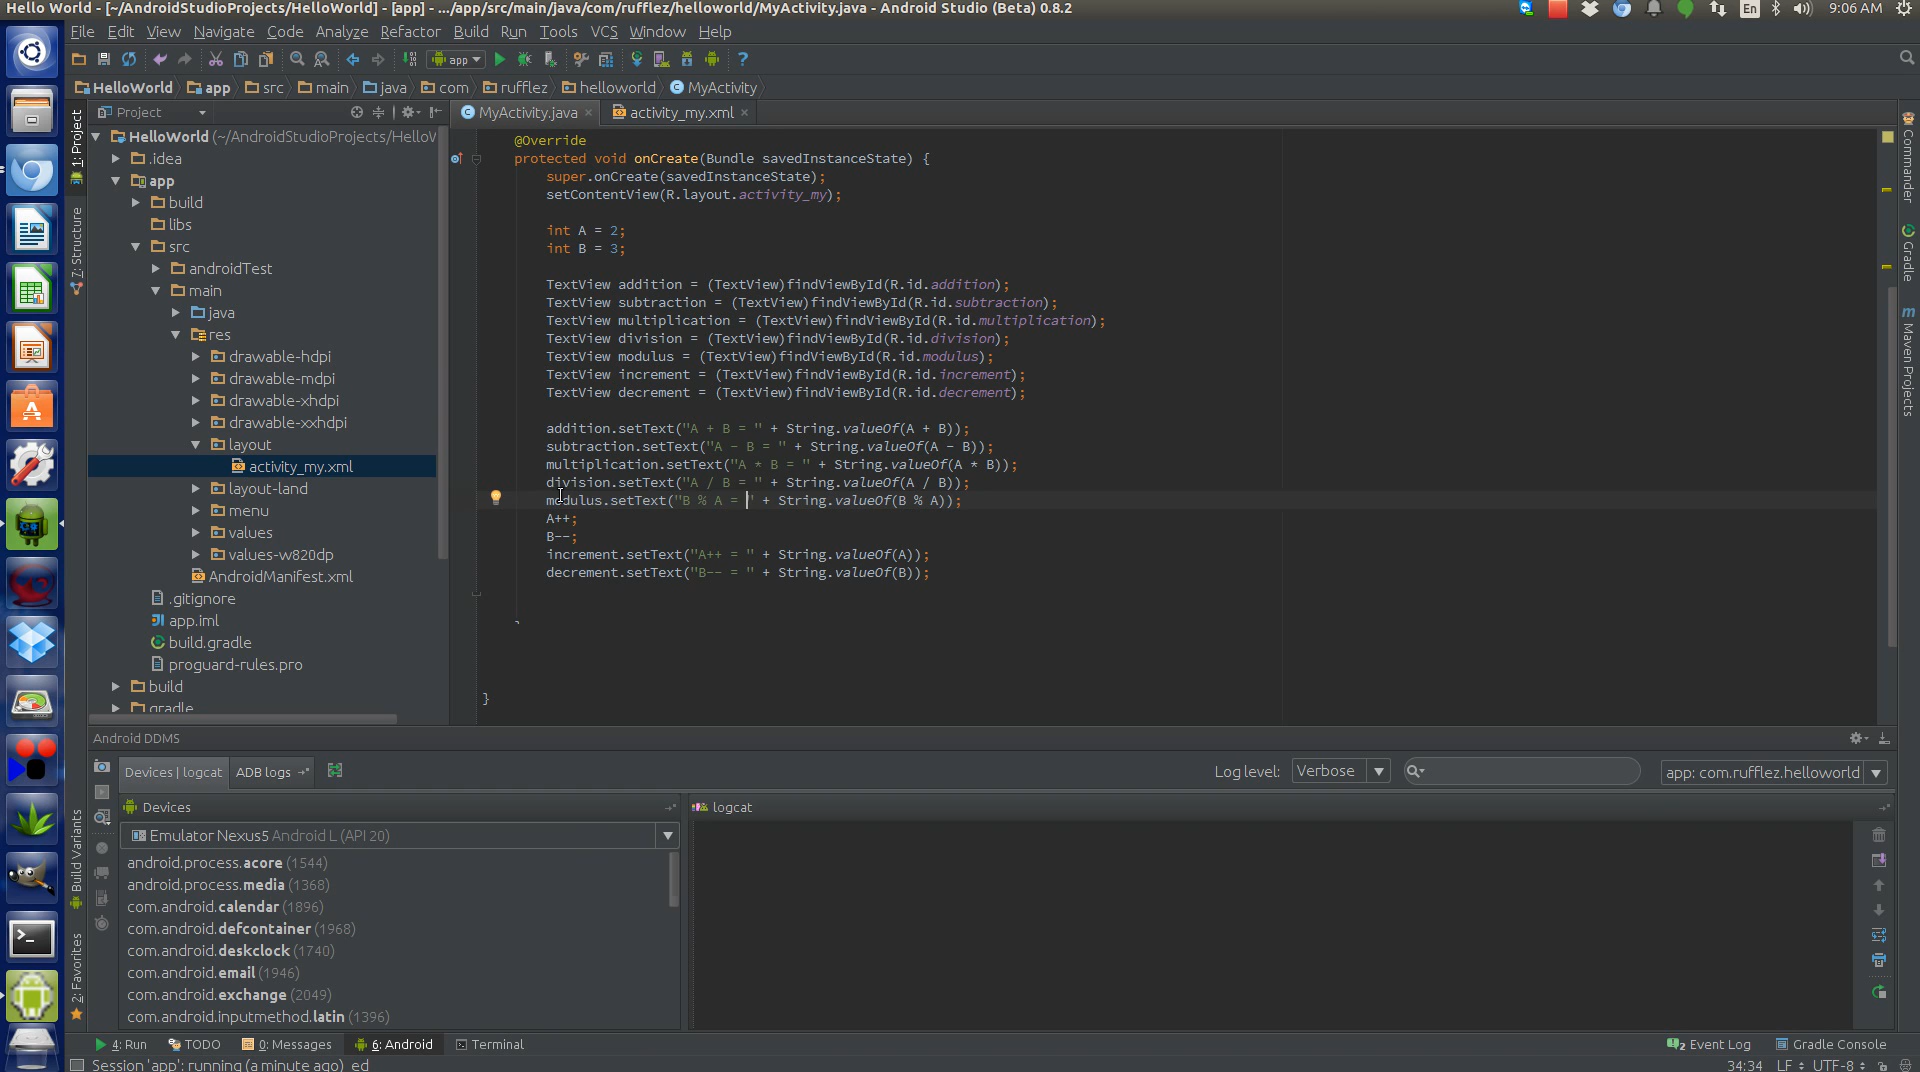 Hello World - [~/AndroidStudioProjects/HelloWorld] - [app] - .../app/src/main/java/com/rufflez/helloworld/MyActivity.java - Android Studio (Beta) 0.8.2
En
9:06 AM
File Edit View Navigate Code Analyze Refactor Build Run Tools VCS Window Help
app
HelloWorld app src main java com rufflez helloworld MyActivity
Project
MyActivity.java
activity_my.xml
1: Project
7: Structure
Build Variants
2: Favorites
HelloWorld (~/AndroidStudioProjects/HelloW
.idea
app
build
libs
src
androidTest
main
java
res
drawable-hdpi
drawable-mdpi
drawable-xhdpi
drawable-xxhdpi
layout
activity_my.xml
layout-land
menu
values
values-w820dp
AndroidManifest.xml
.gitignore
app.iml
build.gradle
proguard-rules.pro
build
gradle
@Override
protected void onCreate(Bundle savedInstanceState) {
super.onCreate(savedInstanceState);
setContentView(R.layout.activity_my);
int A = 2;
int B = 3;
TextView addition = (TextView)findViewById(R.id.addition);
TextView subtraction = (TextView)findViewById(R.id.subtraction);
TextView multiplication = (TextView)findViewById(R.id.multiplication);
TextView division = (TextView)findViewById(R.id.division);
TextView modulus = (TextView)findViewById(R.id.modulus);
TextView increment = (TextView)findViewById(R.id.increment);
TextView decrement = (TextView)findViewById(R.id.decrement);
addition.setText("A + B = " + String.valueOf(A + B));
subtraction.setText("A - B = " + String.valueOf(A - B));
multiplication.setText("A * B = " + String.valueOf(A * B));
division.setText("A / B = " + String.valueOf(A / B));
modulus.setText("B % A = " + String.valueOf(B % A));
A++;
B--;
increment.setText("A++ = " + String.valueOf(A));
decrement.setText("B-- = " + String.valueOf(B));
}
Commander
Gradle
Maven Projects
Android DDMS
Devices | logcat
ADB logs
Log level: Verbose
app: com.rufflez.helloworld
Devices
logcat
Emulator Nexus5 Android L (API 20)
android.process.acore (1544)
android.process.media (1368)
com.android.calendar (1896)
com.android.defcontainer (1968)
com.android.deskclock (1740)
com.android.email (1946)
com.android.exchange (2049)
com.android.inputmethod.latin (1396)
4: Run
TODO
0: Messages
6: Android
Terminal
2 Event Log
Gradle Console
Session 'app': running (a minute ago) ed
34:34 LF UTF-8